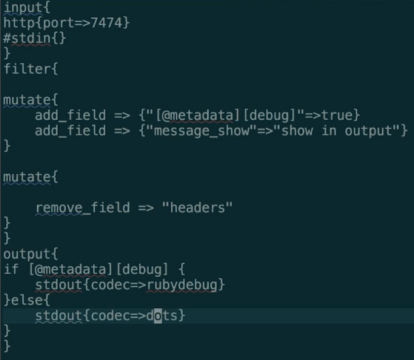 input{
http{port=>7474}
#stdin{}
}
filter{
mutate{
add_field => {"[@metadata][debug]"=>true}
add_field => {"message_show"=>"show in output"}
}
mutate{
remove_field => "headers"
}
}
output{
if [@metadata][debug] {
stdout{codec=>rubydebug}
}else{
stdout{codec=>dots}
}
}